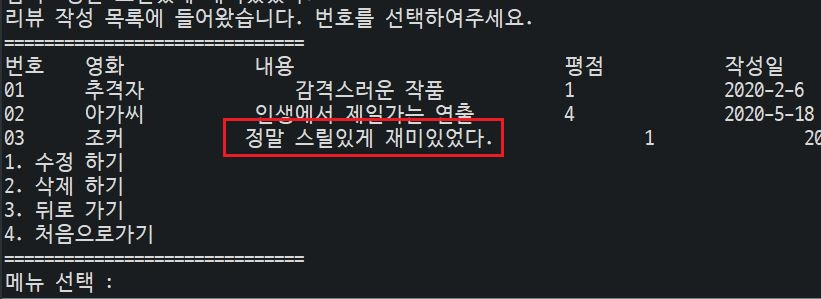 리뷰 작성 목록에 들어왔습니다. 번호를 선택하여주세요.
==============================
번호 영화 내용 평점 작성일
01 추격자 감격스러운 작품 1 2020-2-6
02 아가씨 인생에서 제일가는 연출 4 2020-5-18
03 조커 정말 스릴있게 재미있었다. 1 20
1. 수정 하기
2. 삭제 하기
3. 뒤로 가기
4. 처음으로가기
==============================
메뉴 선택 :